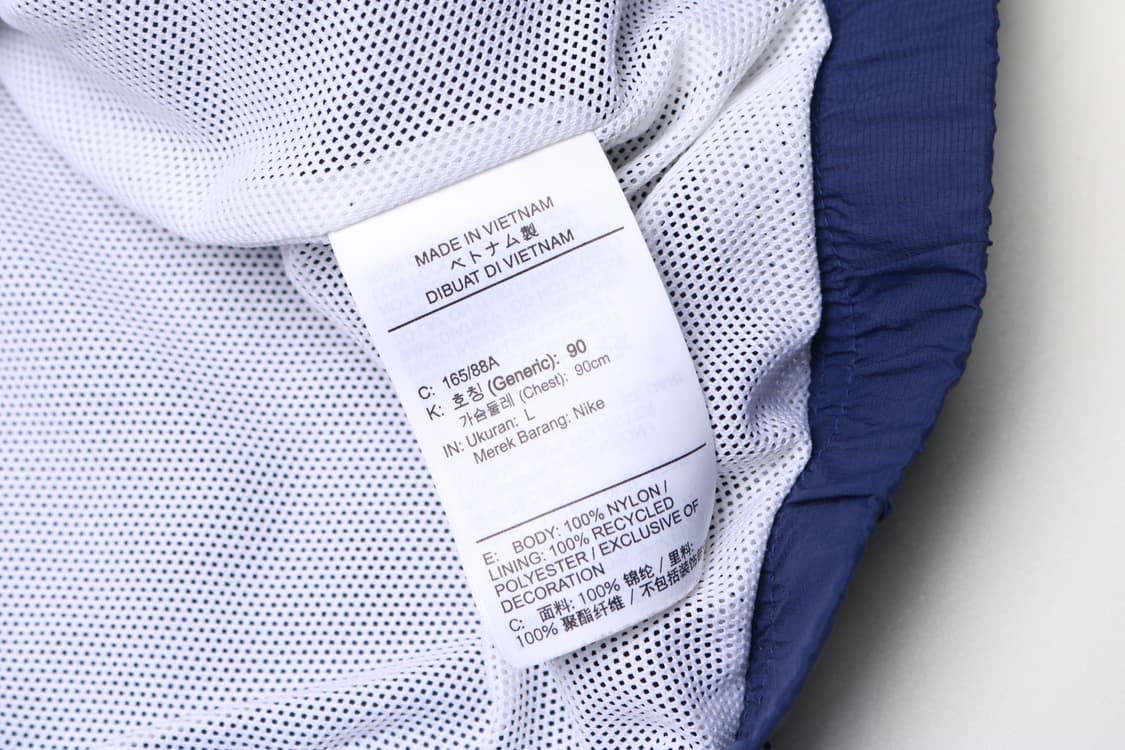 MADE IN VIETNAM
ベトナム製
DIBUAT DI VIETNAM
C: 165/88A
K: 호칭 (Generic): 90
가슴둘레 (Chest): 90cm
IN: Ukuran: L
Merek Barang: Nike
E: BODY: 100% NYLON /
LINING: 100% RECYCLED
POLYESTER / EXCLUSIVE OF
DECORATION
C: 面料: 100% 锦纶 / 里料:
100% 聚酯纤维 / 不包括装饰部